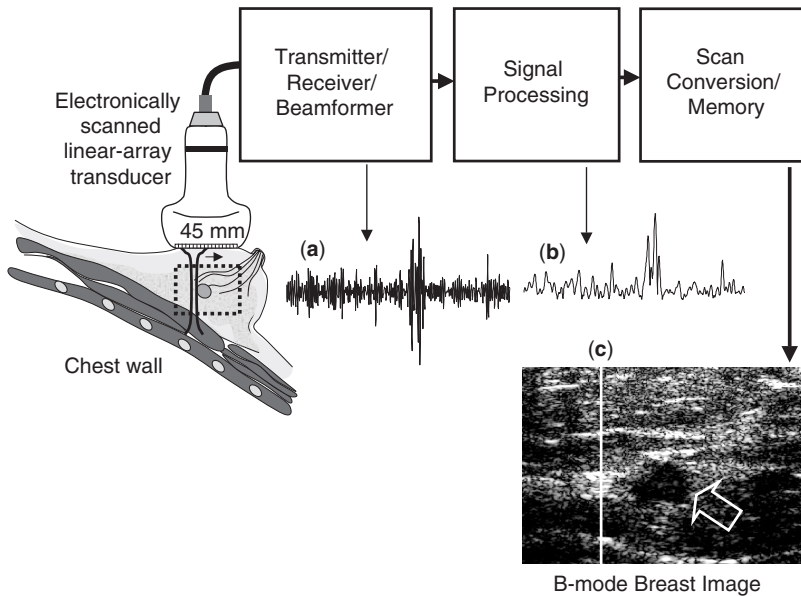 Transmitter/
Receiver/
Beamformer
Signal
Processing
Scan
Conversion/
Memory
Electronically
scanned
linear-array
transducer
45 mm
(a)
(b)
Chest wall
(c)
B-mode Breast Image